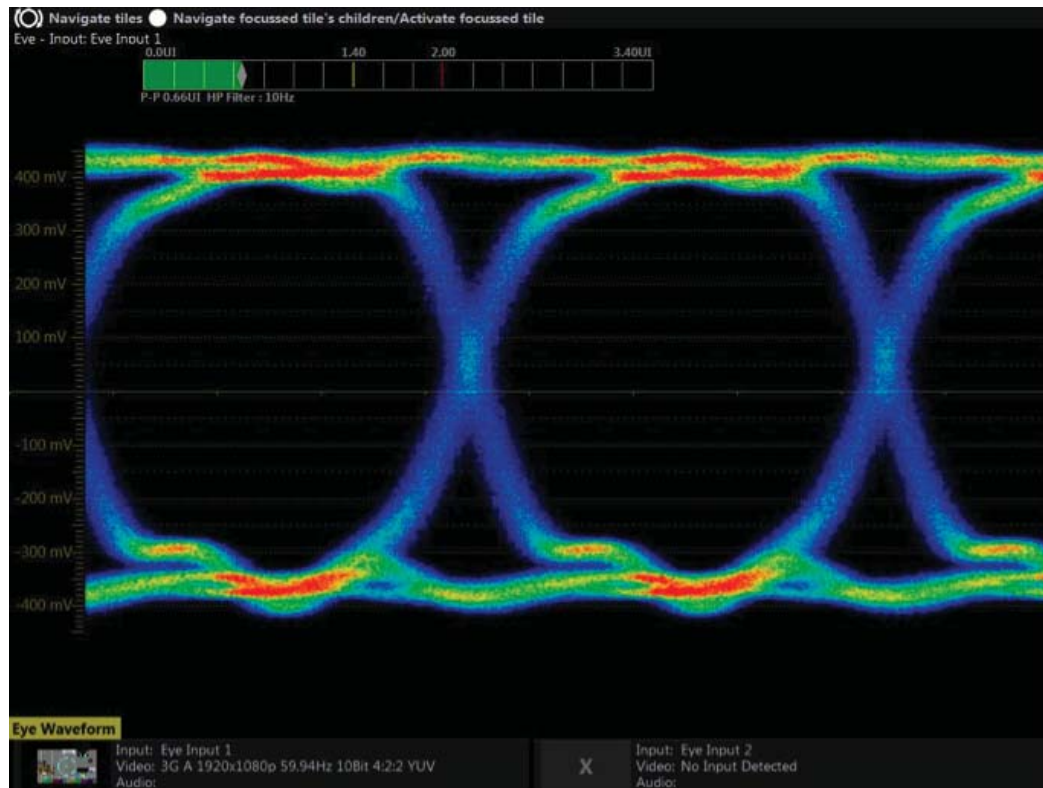 Navigate tiles Navigate focussed tile's children/Activate focussed tile
Eye - Input: Eye Input 1
0.0UI 1.40 2.00 3.40UI
P-P 0.66UI HP Filter : 10Hz
400 mV
300 mV
200 mV
100 mV
-100 mV
-200 mV
-300 mV
-400 mV
Eye Waveform
Input: Eye Input 1
Video: 3G A 1920x1080p 59.94Hz 10Bit 4:2:2 YUV
Audio:
X
Input: Eye Input 2
Video: No Input Detected
Audio: